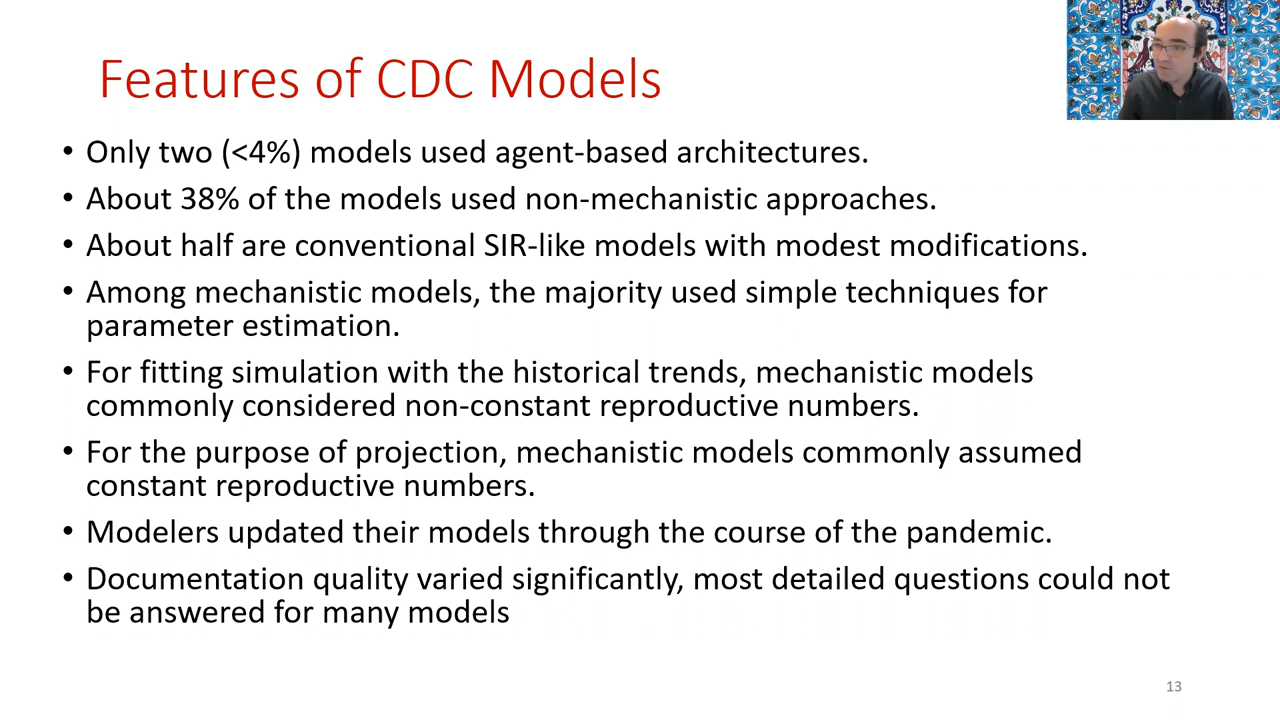 Features of CDC Models
• Only two (<4%) models used agent-based architectures.
• About 38% of the models used non-mechanistic approaches.
• About half are conventional SIR-like models with modest modifications.
• Among mechanistic models, the majority used simple techniques for
parameter estimation.
• For fitting simulation with the historical trends, mechanistic models
commonly considered non-constant reproductive numbers.
• For the purpose of projection, mechanistic models commonly assumed
constant reproductive numbers.
• Modelers updated their models through the course of the pandemic.
• Documentation quality varied significantly, most detailed questions could not
be answered for many models
13